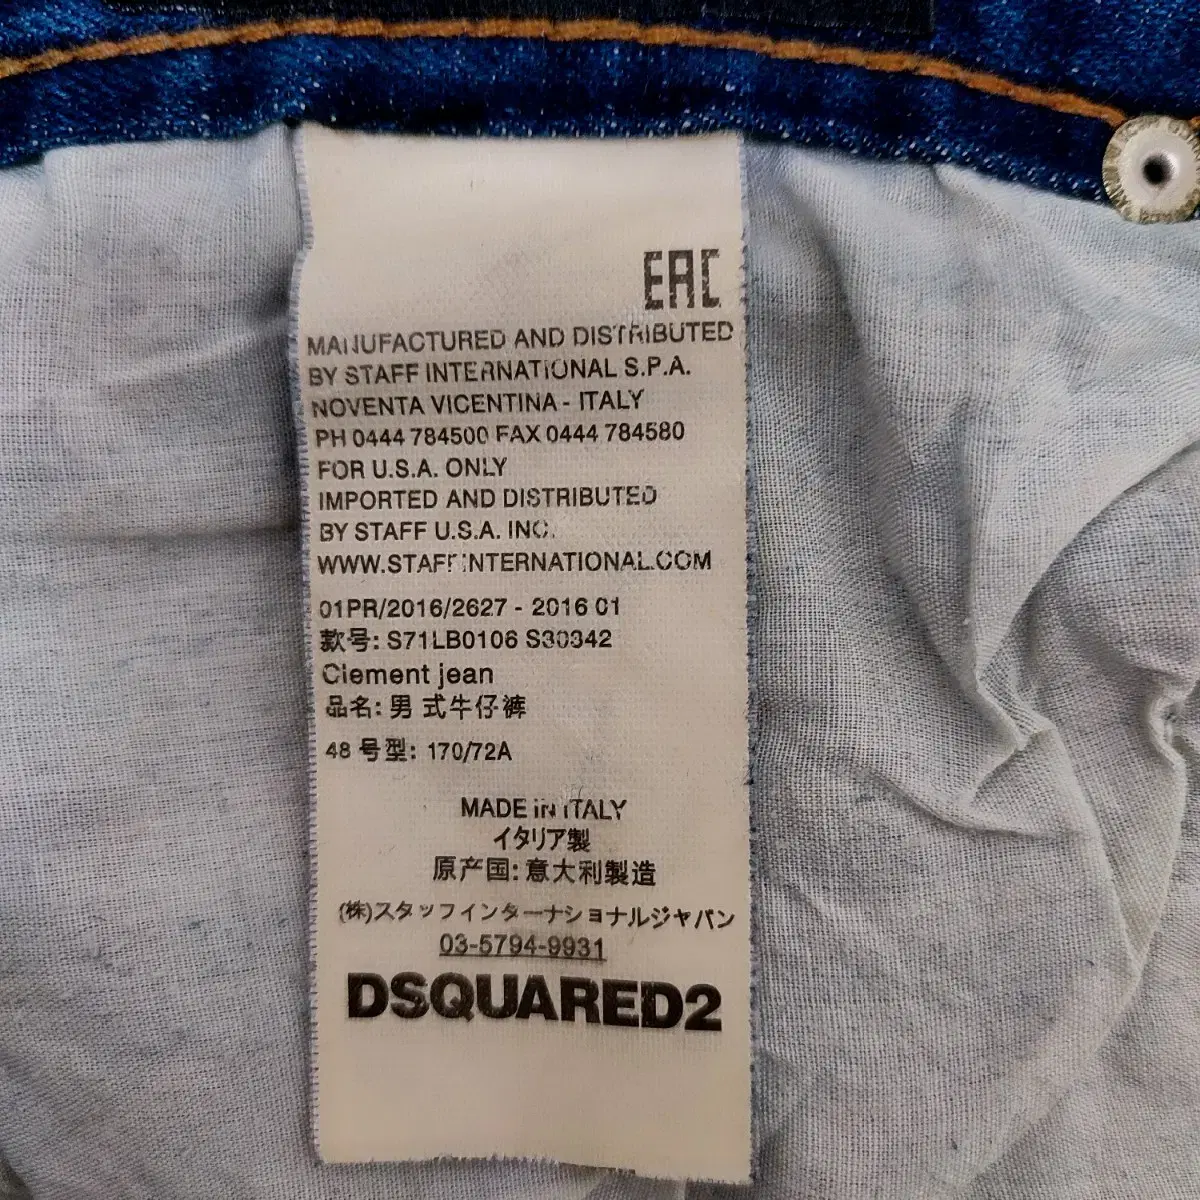 EAC
MANUFACTURED AND DISTRIBUTED
BY STAFF INTERNATIONAL S.P.A.
NOVENTA VICENTINA - ITALY
PH 0444 784500 FAX 0444 784580
FOR U.S.A. ONLY
IMPORTED AND DISTRIBUTED
BY STAFF U.S.A. INC.
WWW.STAFFINTERNATIONAL.COM
01PR/2016/2627 - 2016 01
款号: S71LB0106 S30342
Clement jean
品名: 男 式牛仔裤
48 号型: 170/72A
MADE IN ITALY
イタリア製
原产国: 意大利製造
(株)スタッフインターナショナルジャパン
03-5794-9931
DSQUARED2